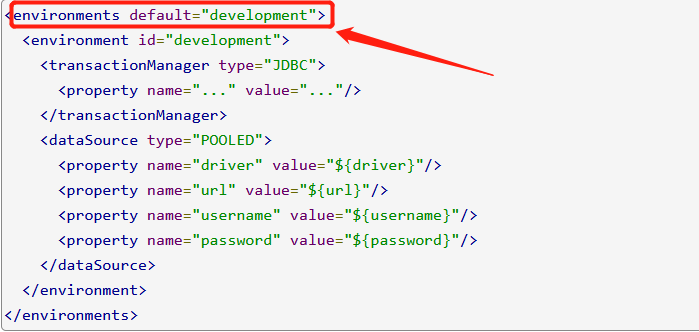 <environments default="development">
<environment id="development">
<transactionManager type="JDBC">
<property name="..." value="..."/>
</transactionManager>
<dataSource type="POOLED">
<property name="driver" value="${driver}"/>
<property name="url" value="${url}"/>
<property name="username" value="${username}"/>
<property name="password" value="${password}"/>
</dataSource>
</environment>
</environments>